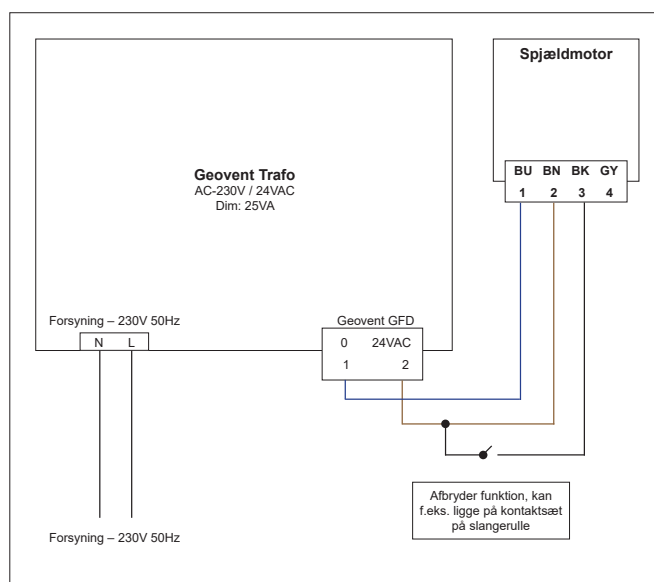 Spjældmotor
BU BN BK GY
1 2 3 4
Geovent Trafo
AC-230V / 24VAC
Dim: 25VA
Forsyning – 230V 50Hz
N L
Geovent GFD
0 24VAC
1 2
Afbryder funktion, kan
f.eks. ligge på kontaktsæt
på slangerulle
Forsyning – 230V 50Hz